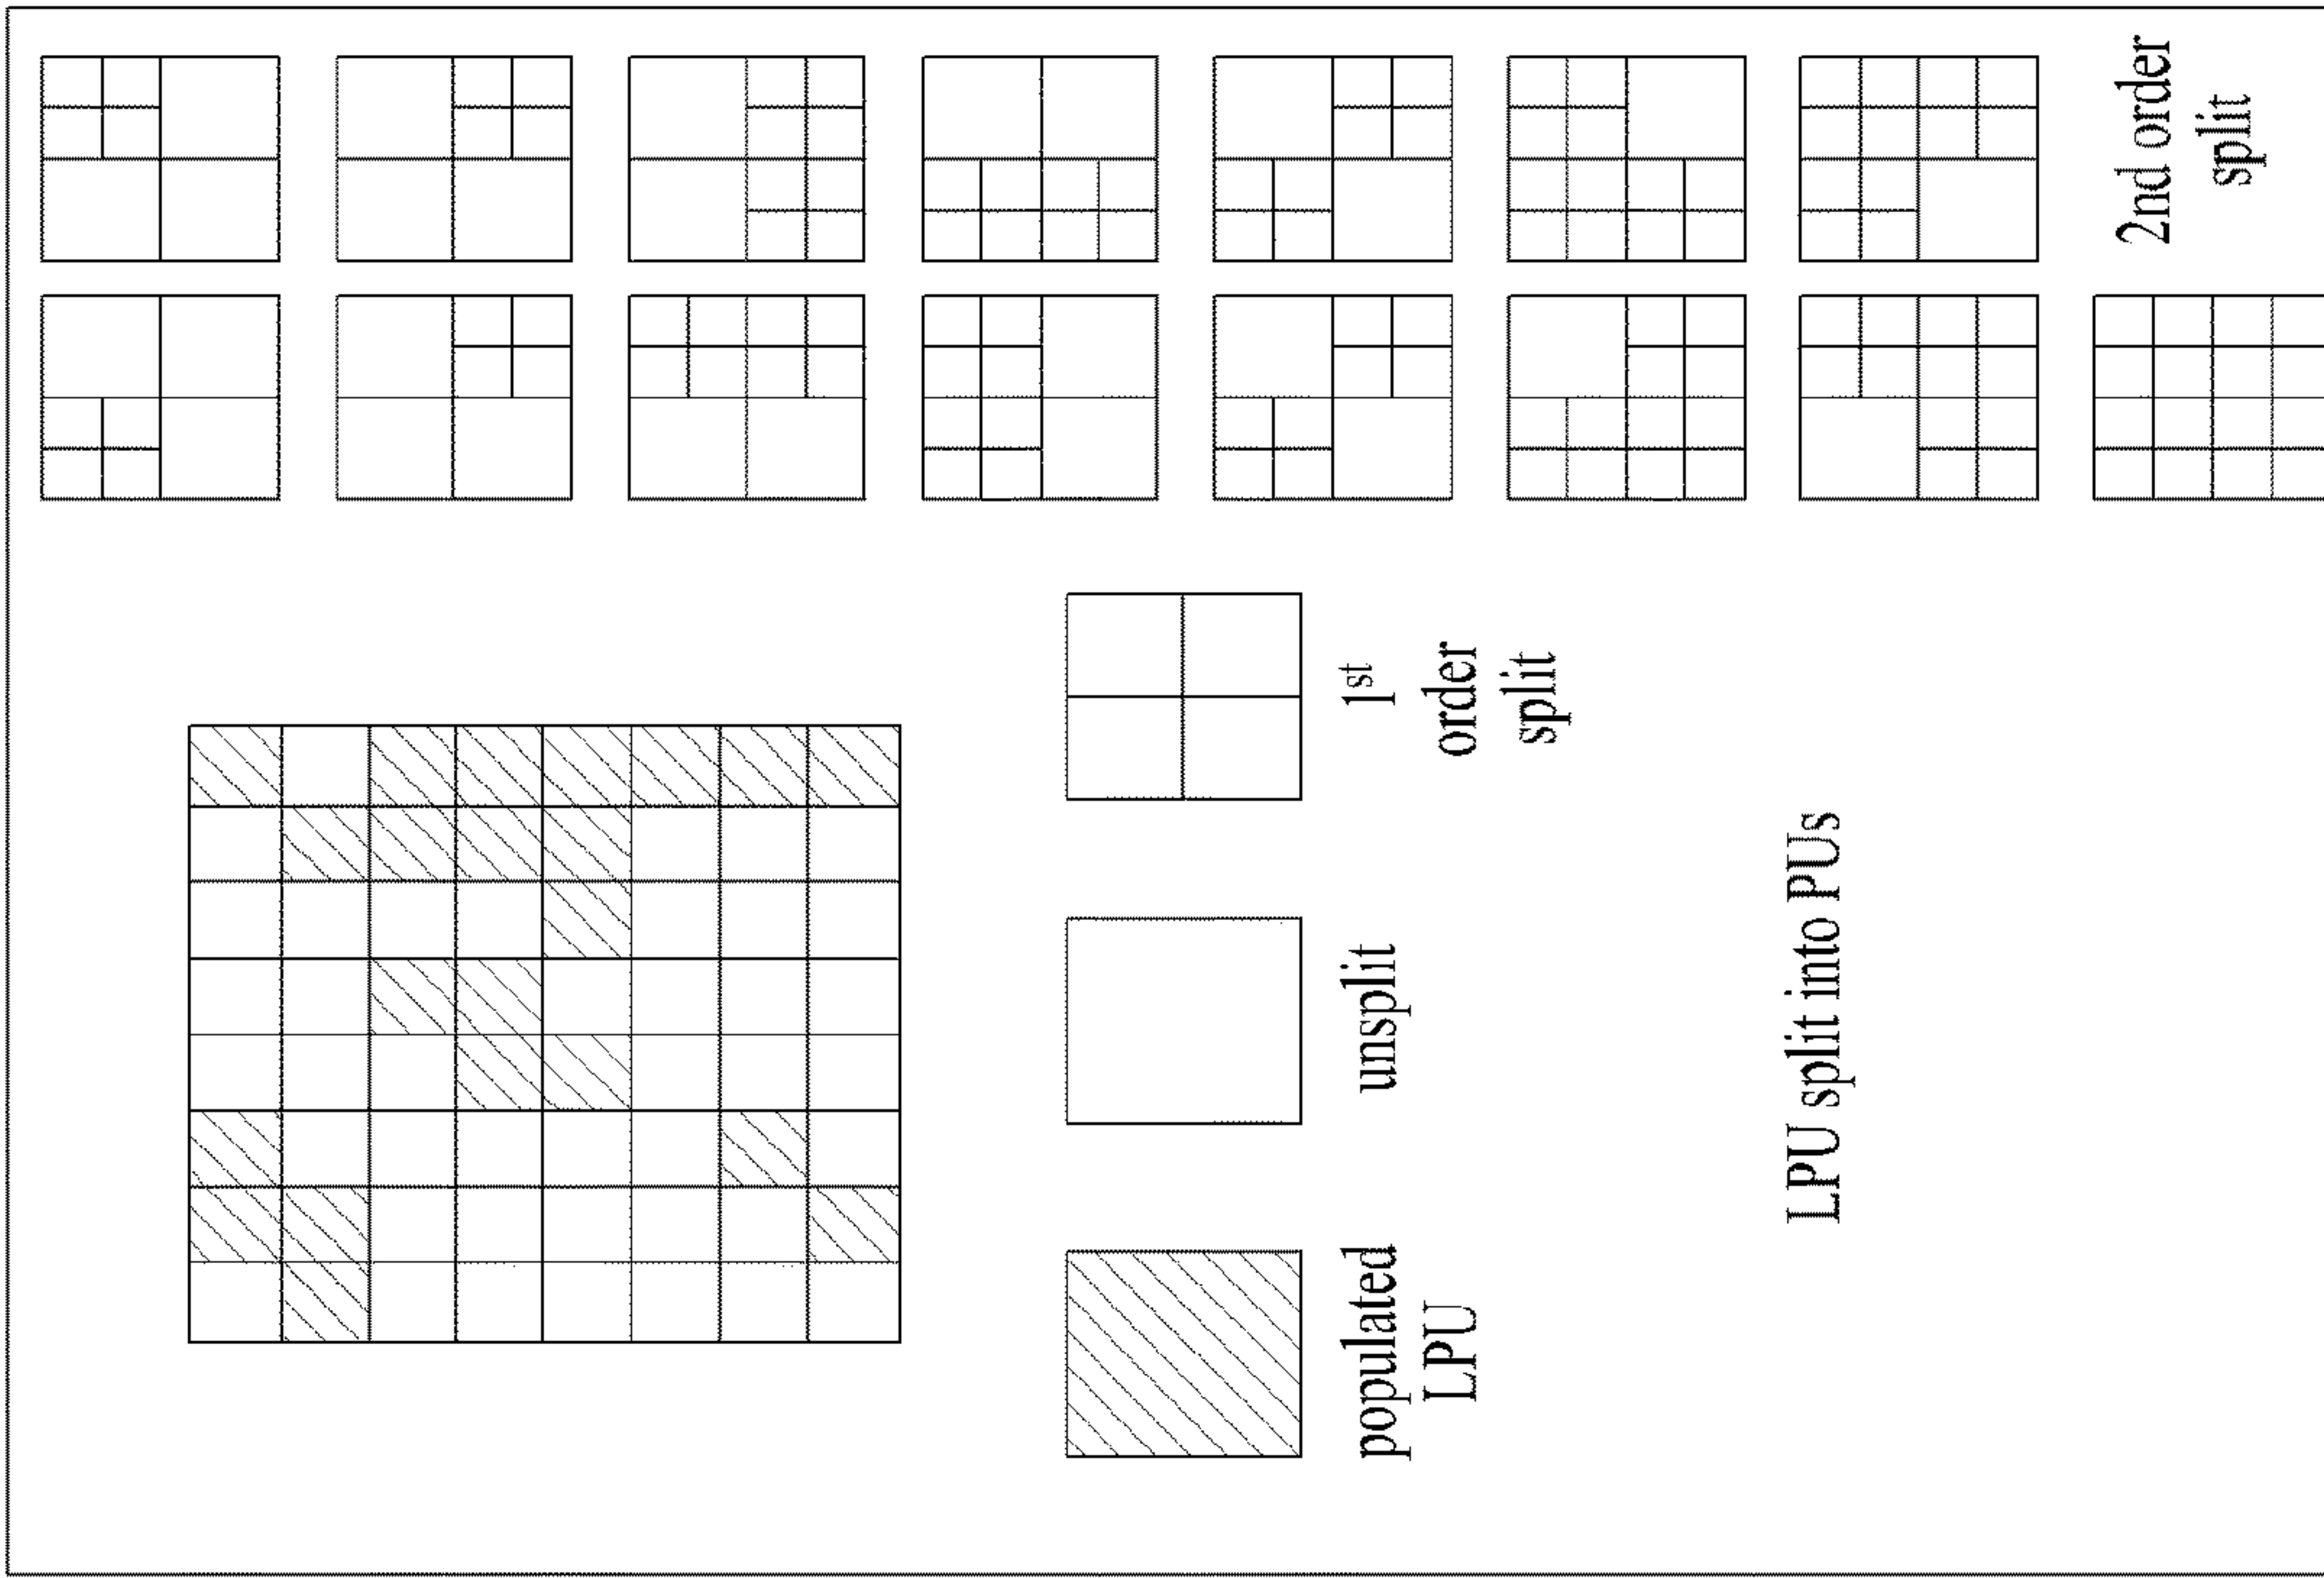 populated
LPU
unsplit
1st
order
split
2nd order
split
LPU split into PUs